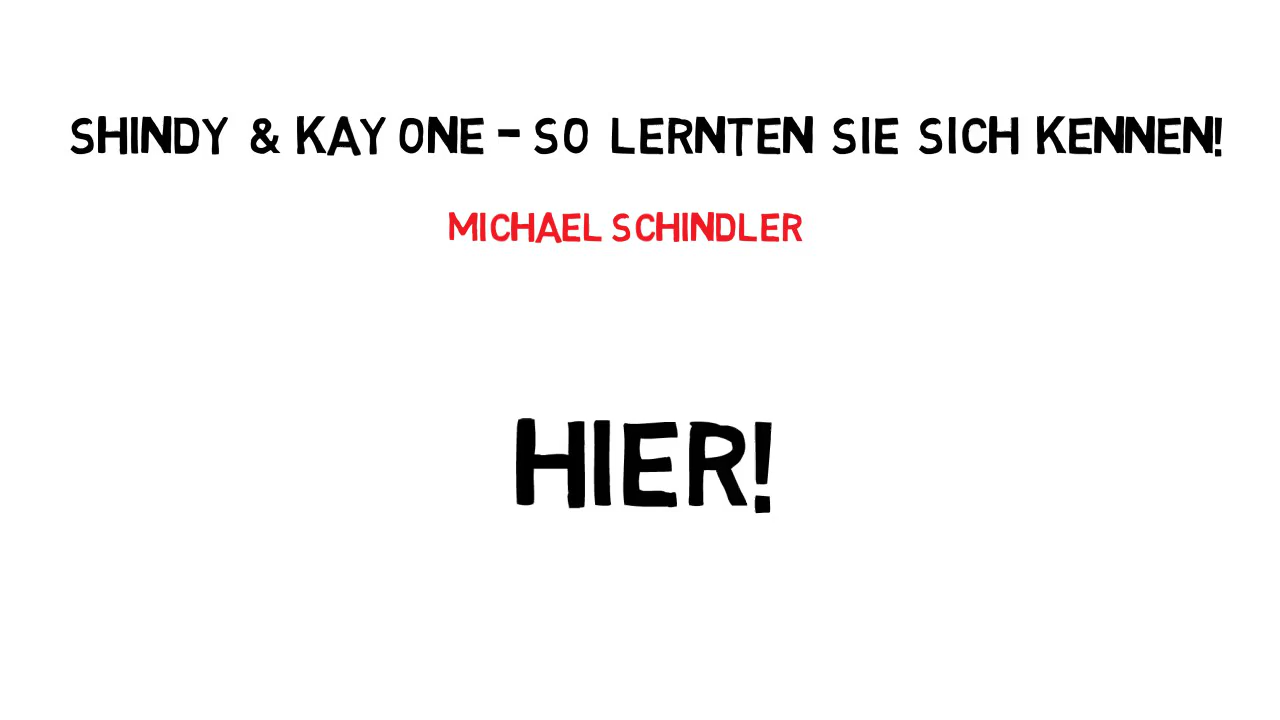 SHINDY & KAY ONE - SO LERNTEN SIE SICH KENNEN!
MICHAEL SCHINDLER
HIER!